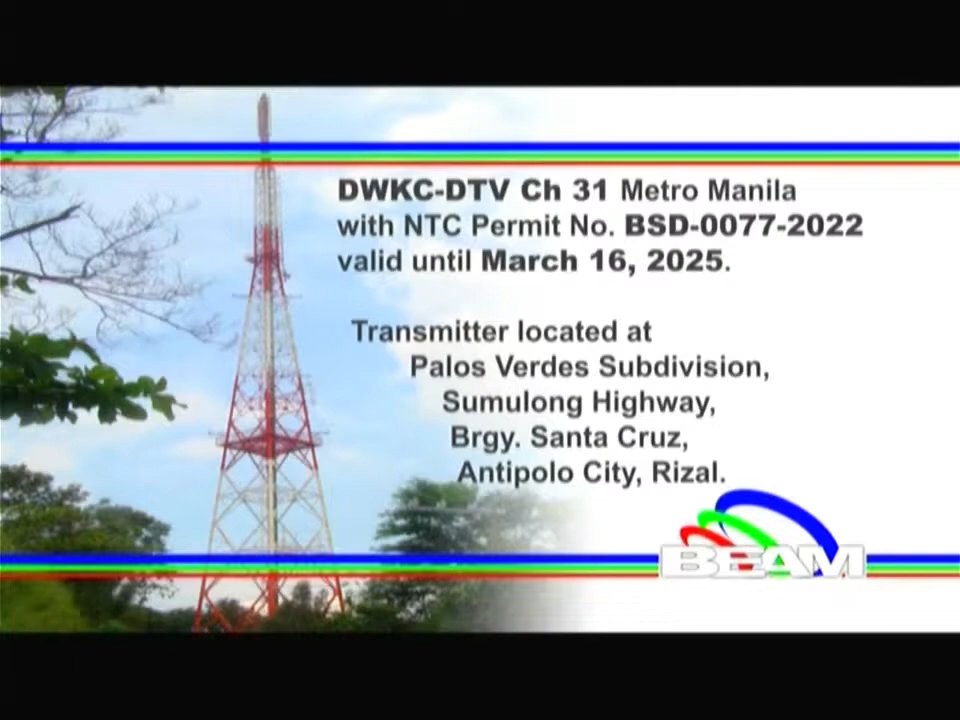 DWKC-DTV Ch 31 Metro Manila
with NTC Permit No. BSD-0077-2022
valid until March 16, 2025.
Transmitter located at
Palos Verdes Subdivision,
Sumulong Highway,
Brgy. Santa Cruz,
Antipolo City, Rizal.
BEAM